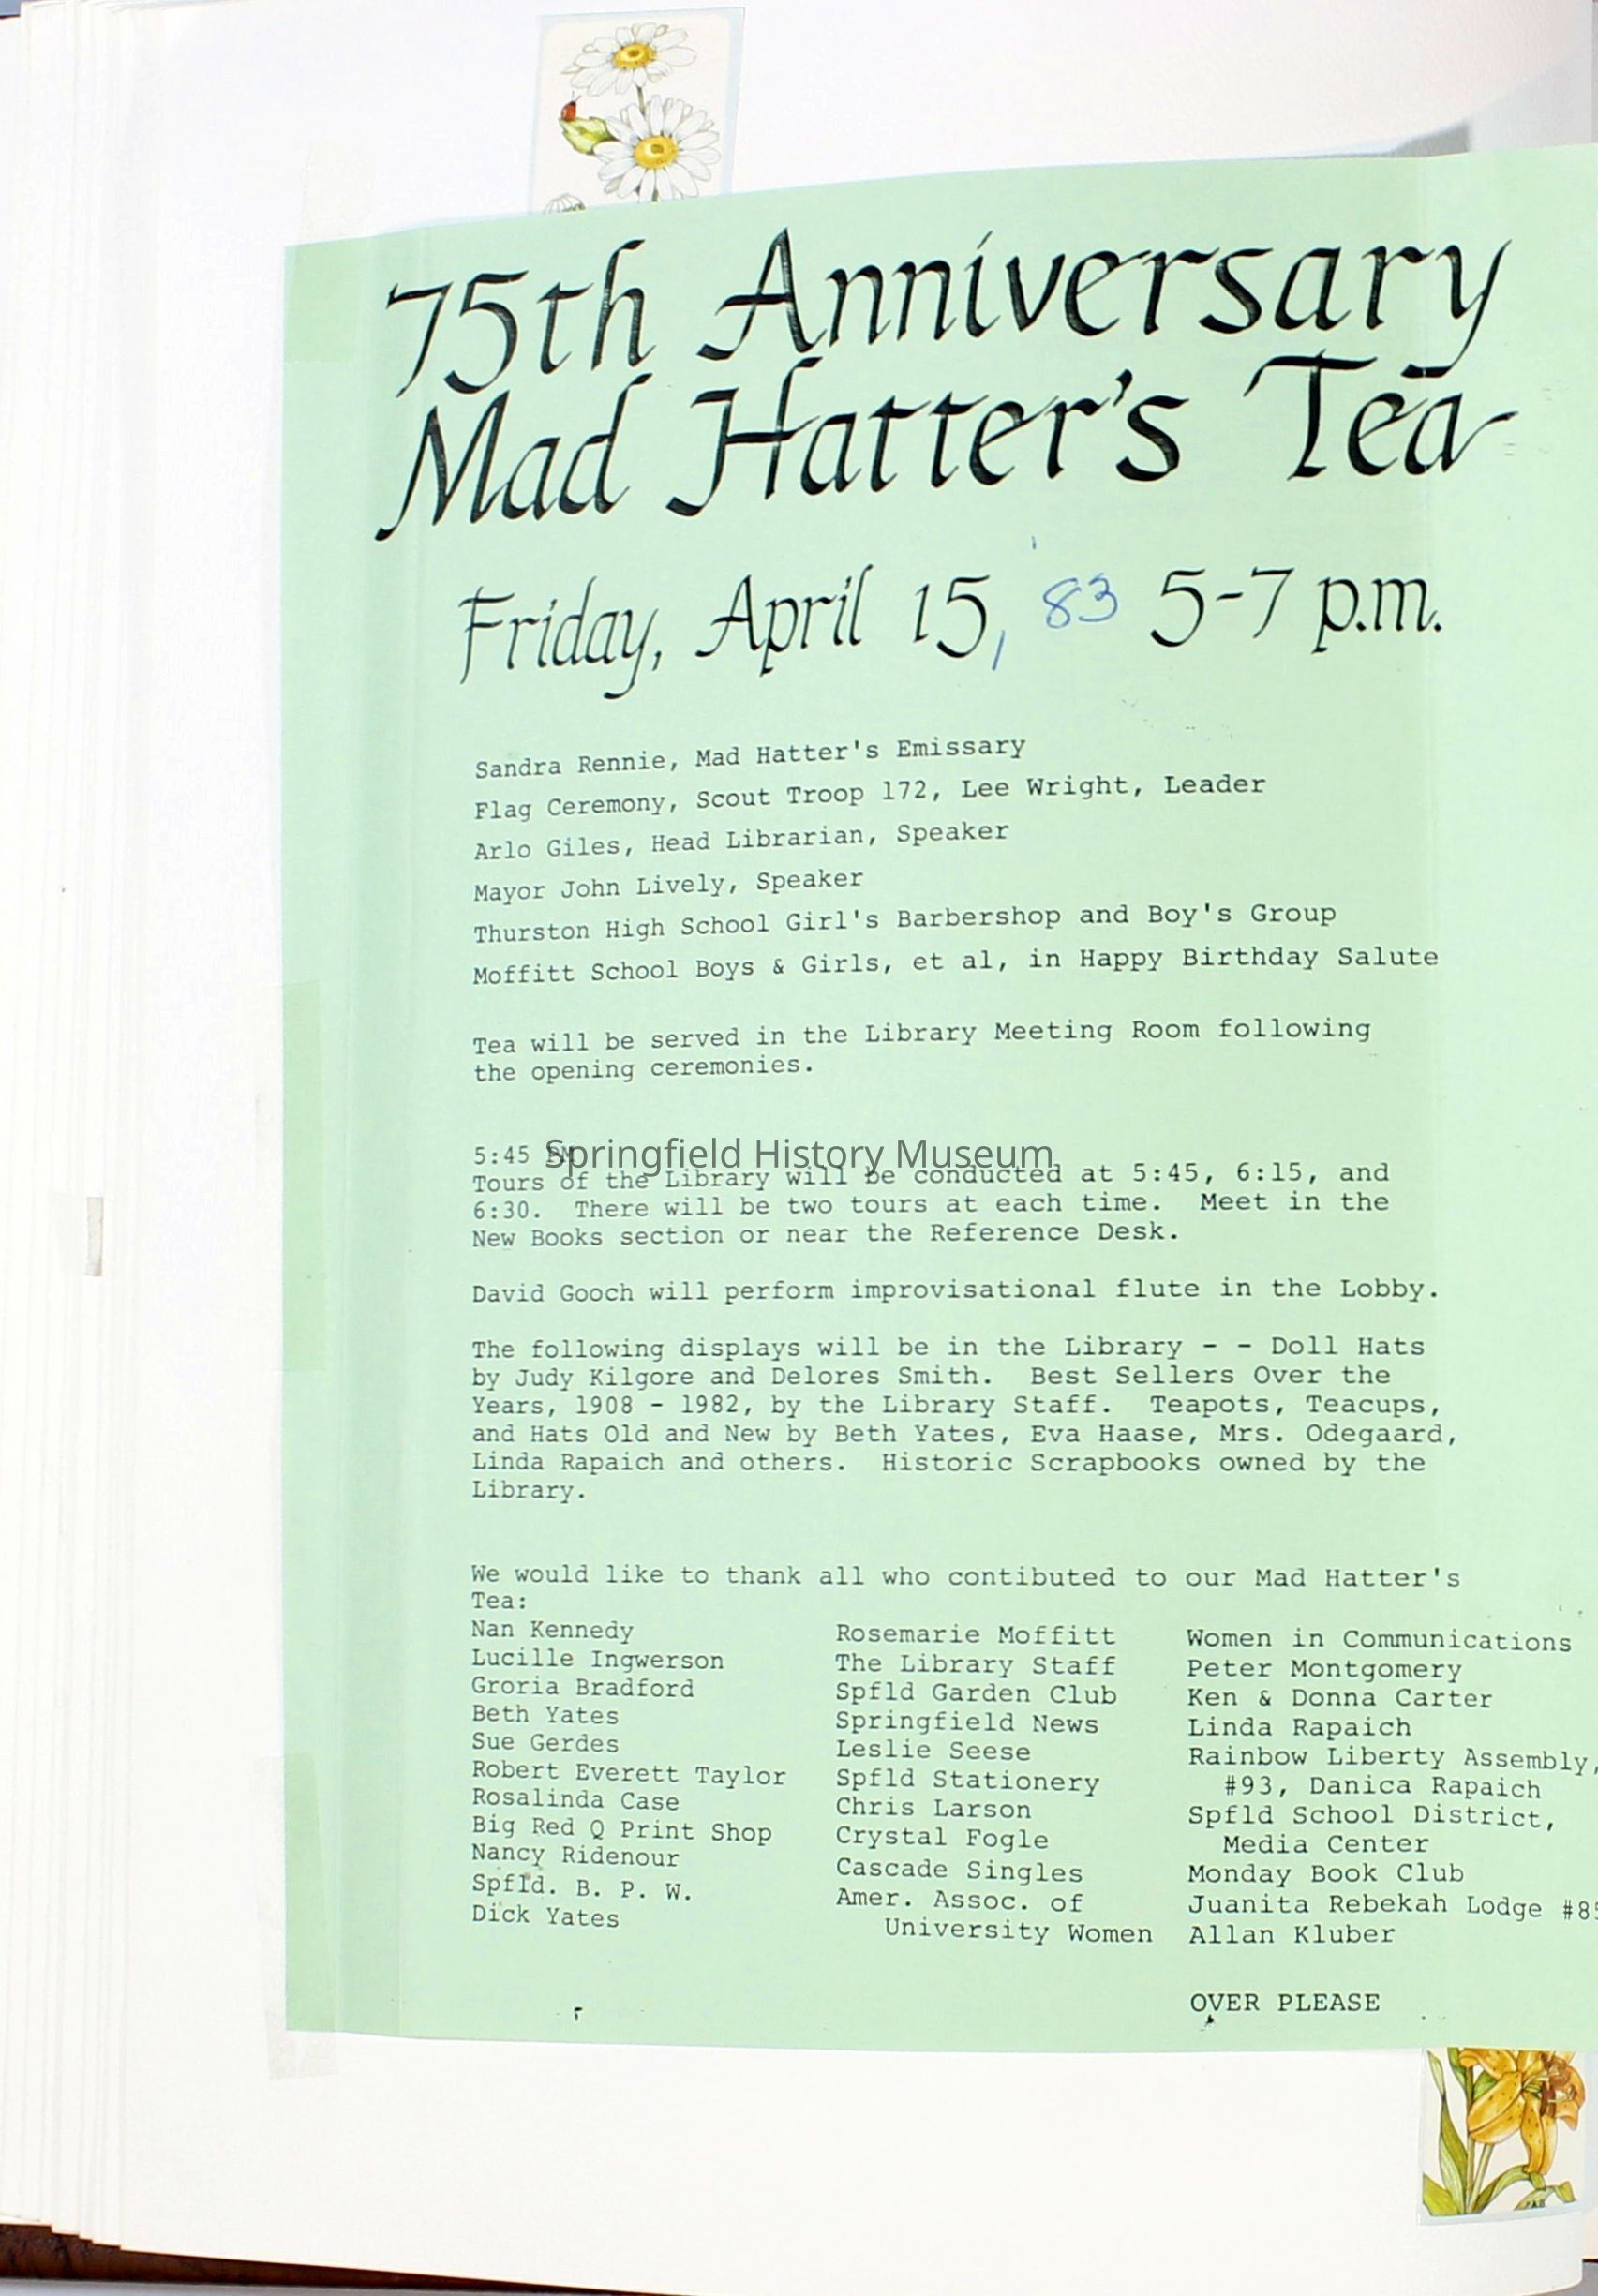 75th Anniversary
Mad Hatter's Tea
Friday, April 15, '83 5-7 p.m.
Sandra Rennie, Mad Hatter's Emissary
Flag Ceremony, Scout Troop 172, Lee Wright, Leader
Arlo Giles, Head Librarian, Speaker
Mayor John Lively, Speaker
Thurston High School Girl's Barbershop and Boy's Group
Moffitt School Boys & Girls, et al, in Happy Birthday Salute
Tea will be served in the Library Meeting Room following
the opening ceremonies.
5:45 PM
Springfield History Museum
Tours of the Library will be conducted at 5:45, 6:15, and
6:30. There will be two tours at each time. Meet in the
New Books section or near the Reference Desk.
David Gooch will perform improvisational flute in the Lobby.
The following displays will be in the Library - - Doll Hats
by Judy Kilgore and Delores Smith. Best Sellers Over the
Years, 1908 - 1982, by the Library Staff. Teapots, Teacups,
and Hats Old and New by Beth Yates, Eva Haase, Mrs. Odegaard,
Linda Rapaich and others. Historic Scrapbooks owned by the
Library.
We would like to thank all who contibuted to our Mad Hatter's
Tea:
Nan Kennedy
Lucille Ingwerson
Groria Bradford
Beth Yates
Sue Gerdes
Robert Everett Taylor
Rosalinda Case
Big Red Q Print Shop
Nancy Ridenour
Spfld. B. P. W.
Dick Yates
Rosemarie Moffitt
The Library Staff
Spfld Garden Club
Springfield News
Leslie Seese
Spfld Stationery
Chris Larson
Crystal Fogle
Cascade Singles
Amer. Assoc. of
University Women
Women in Communications
Peter Montgomery
Ken & Donna Carter
Linda Rapaich
Rainbow Liberty Assembly,
#93, Danica Rapaich
Spfld School District,
Media Center
Monday Book Club
Juanita Rebekah Lodge
Allan Kluber
OVER PLEASE